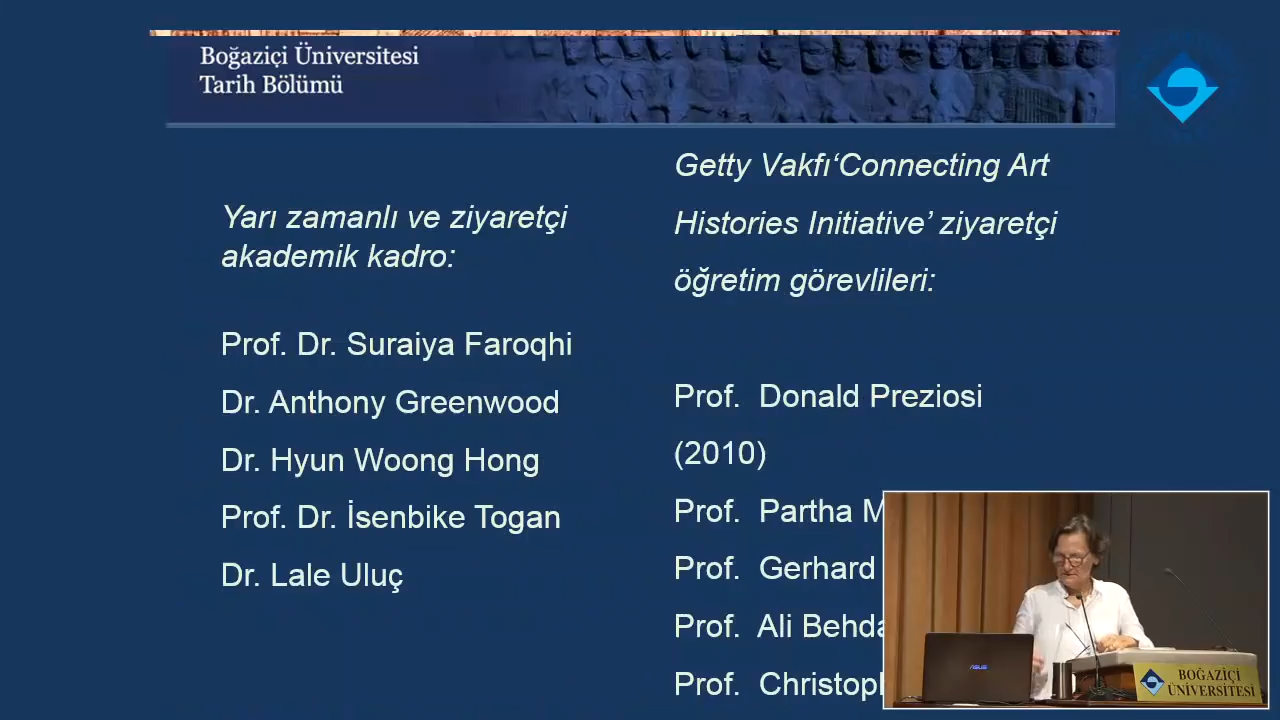 Boğaziçi Üniversitesi
Tarih Bölümü
Yarı zamanlı ve ziyaretçi
akademik kadro:
Prof. Dr. Suraiya Faroqhi
Dr. Anthony Greenwood
Dr. Hyun Woong Hong
Prof. Dr. İsenbike Togan
Dr. Lale Uluç
Getty Vakfı‘Connecting Art
Histories Initiative’ ziyaretçi
öğretim görevlileri:
Prof. Donald Preziosi
(2010)
Prof. Partha
Prof. Gerhard
Prof. Ali
Prof.
ASUS
BOĞAZİÇİ
ÜNİVERSİTESİ